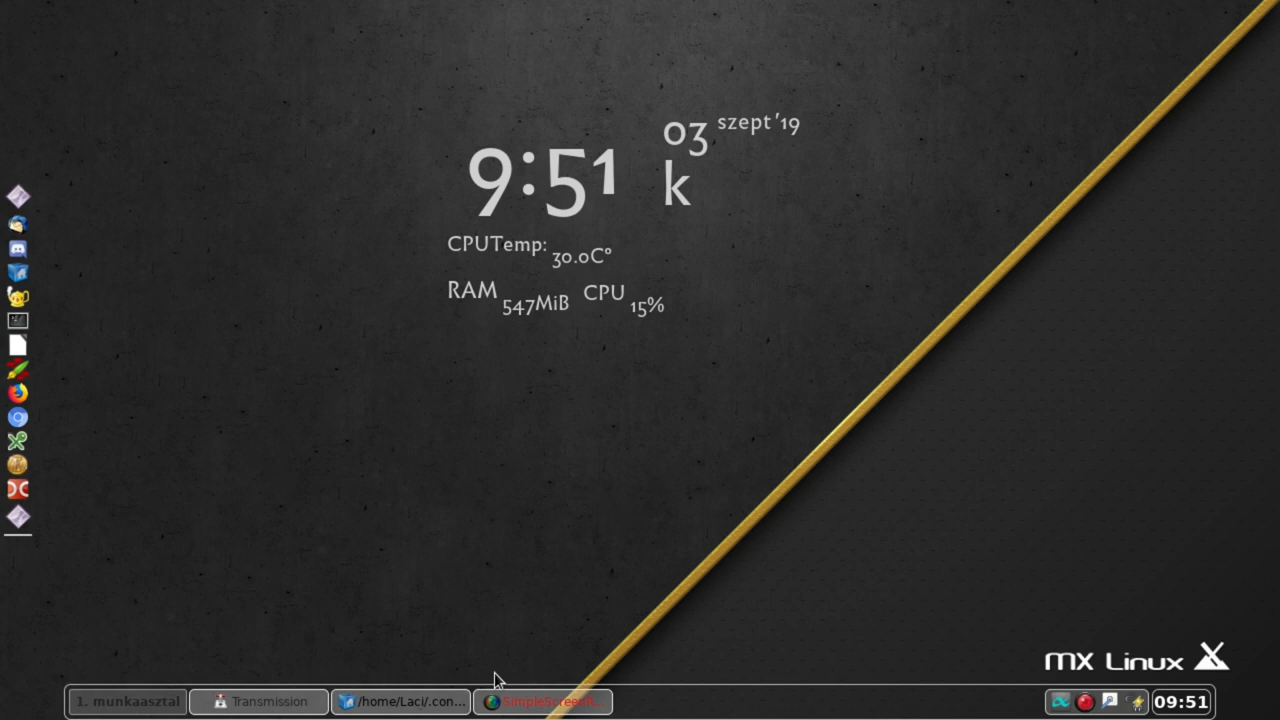 9:51
03 szept '19
k
CPUTemp: 30.0C°
RAM 547MiB CPU 15%
MX Linux
1. munkaasztal
Transmission
/home/Laci/.con...
SimpleScreenR...
09:51